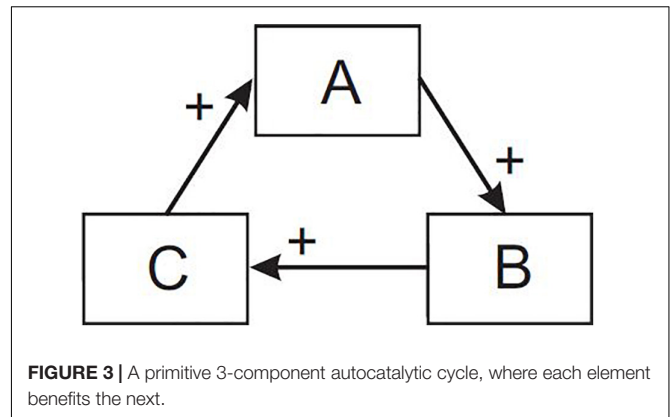 A
+
+
+
C
B
FIGURE 3 | A primitive 3-component autocatalytic cycle, where each element
benefits the next.